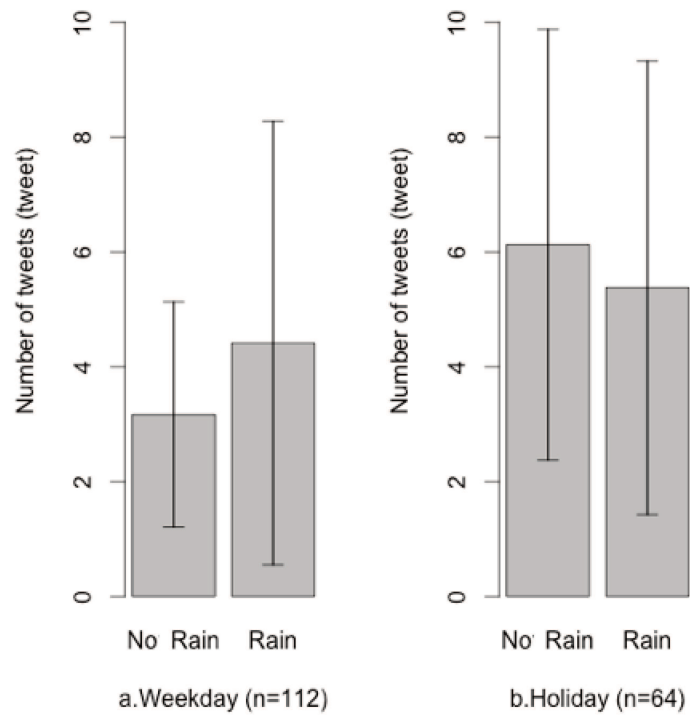 Number of tweets (tweet)
10
8
6
4
2
0
No Rain
Rain
a.Weekday (n=112)
Number of tweets (tweet)
10
8
6
4
2
0
No Rain
Rain
b.Holiday (n=64)